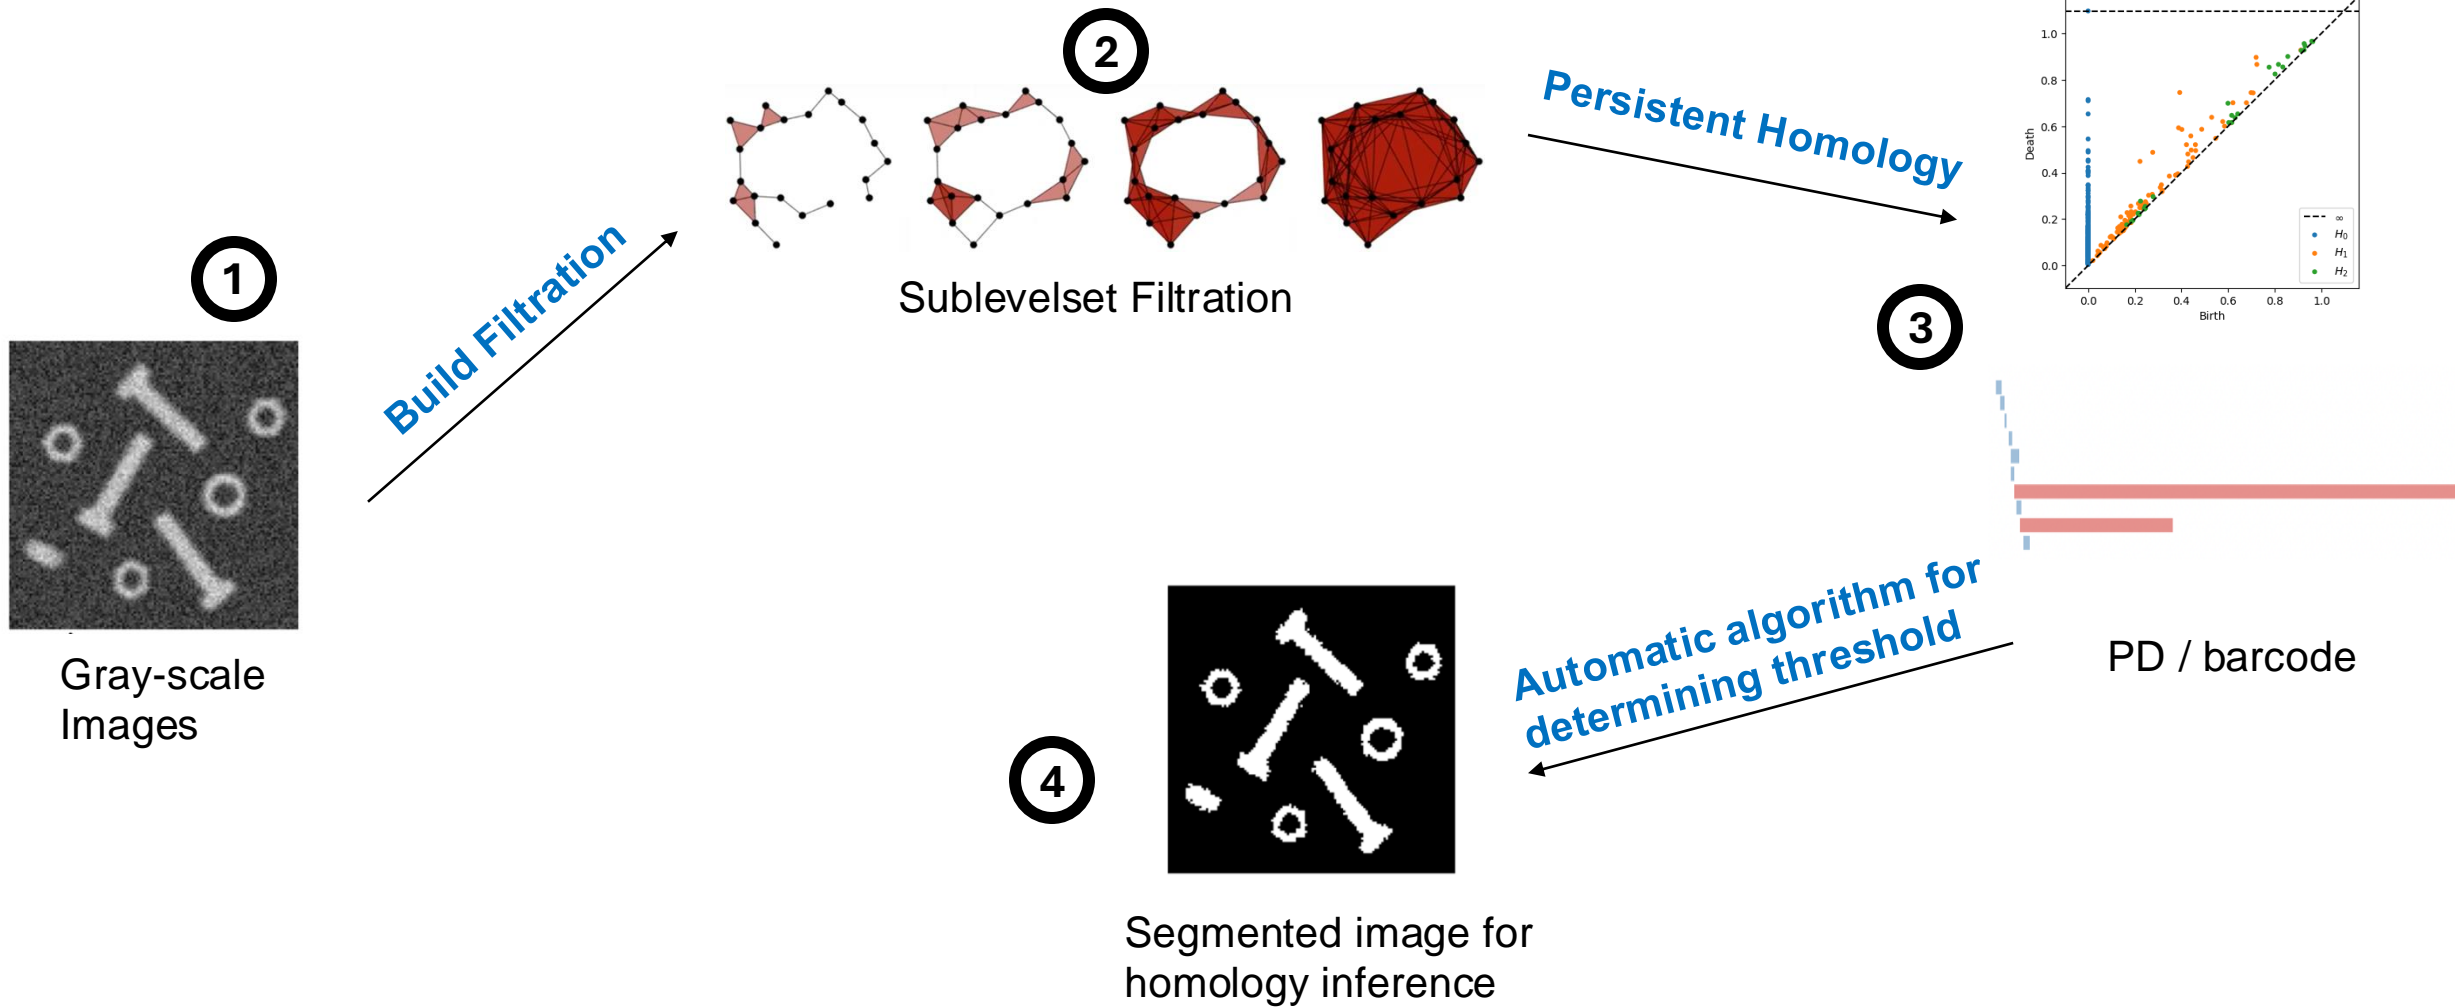 1
Gray-scale
Images
Build Filtration
2
Sublevelset Filtration
Persistent Homology
3
Death
1.0
0.8
0.6
0.4
0.2
0.0
0.0 0.2 0.4 0.6 0.8 1.0
Birth
∞
H₀
H₁
H₂
PD / barcode
Automatic algorithm for
determining threshold
4
Segmented image for
homology inference